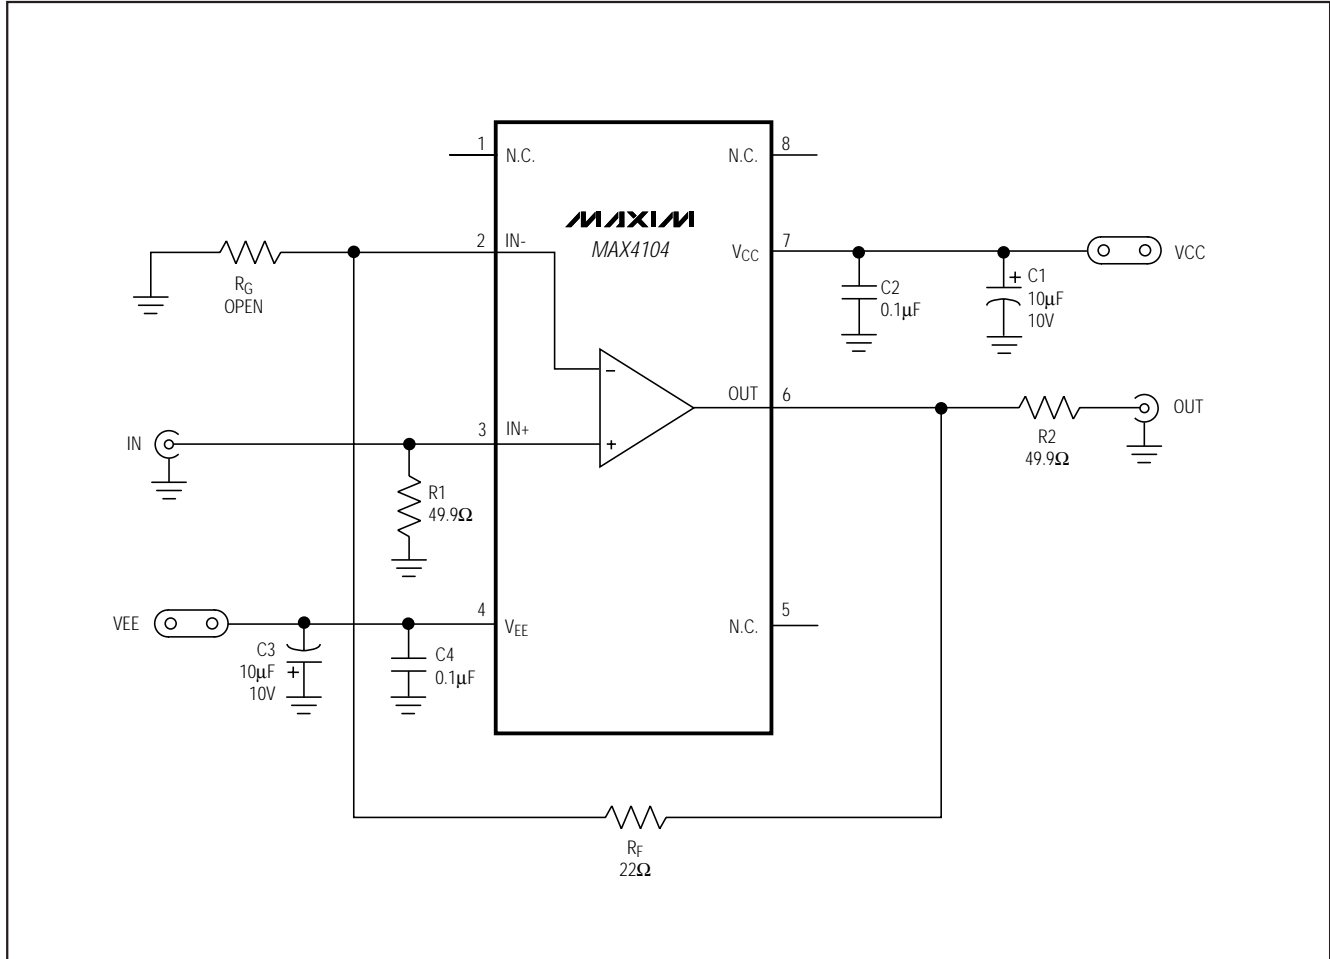 1
N.C.
N.C.
8
MAXIM
MAX4104
2
IN-
VCC
7
VCC
RG
OPEN
C2
0.1µF
+ C1
10µF
10V
−
OUT
6
OUT
IN
3
IN+
+
R2
49.9Ω
R1
49.9Ω
VEE
4
VEE
N.C.
5
C3
10µF
+
10V
C4
0.1µF
RF
22Ω